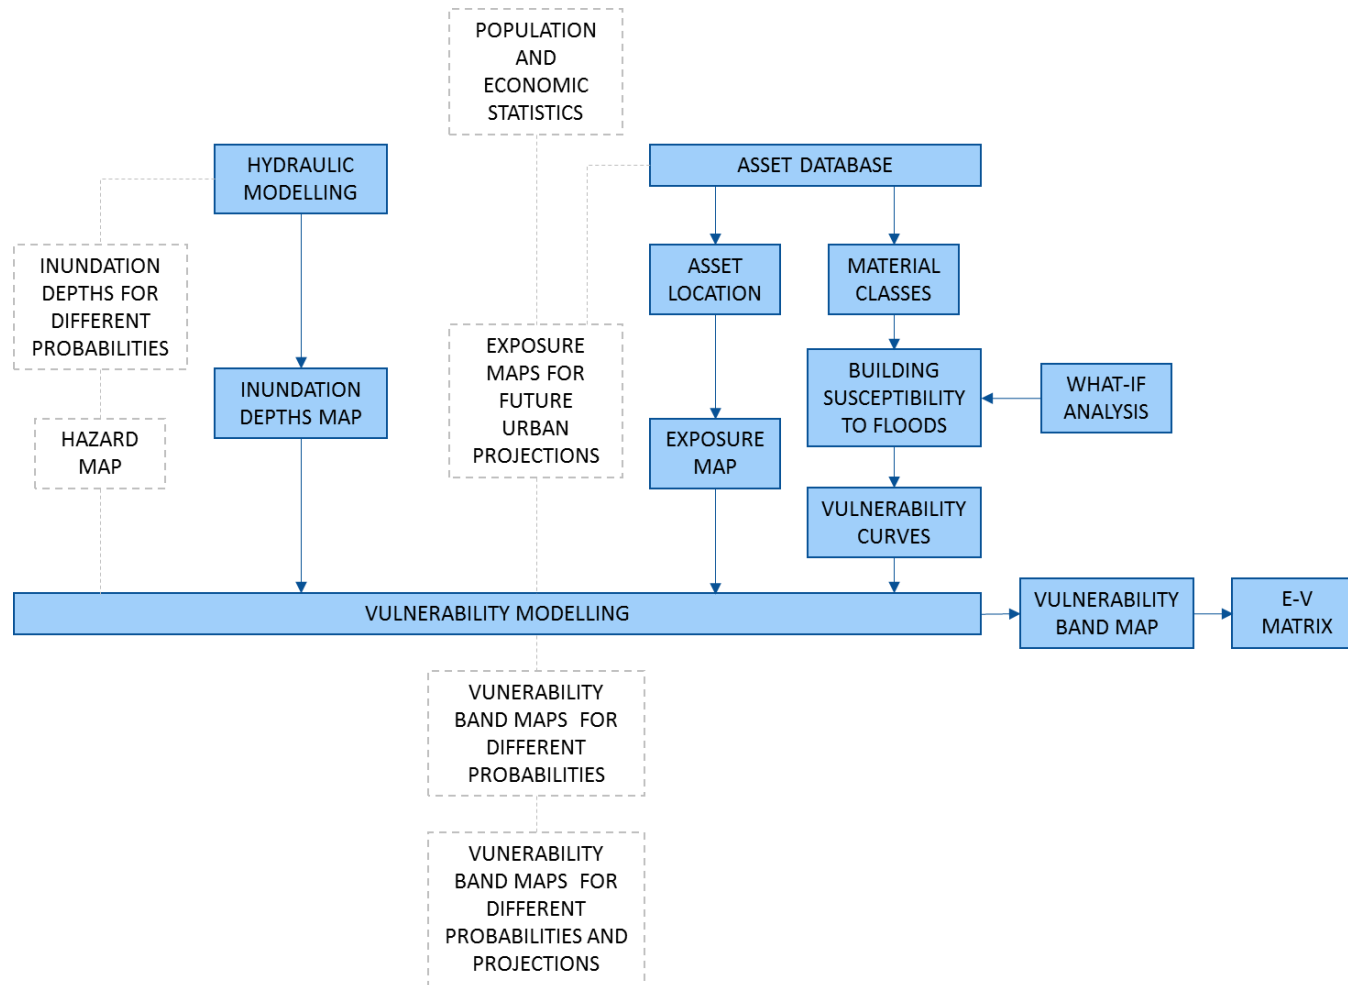 POPULATION
AND
ECONOMIC
STATISTICS
HYDRAULIC
MODELLING
ASSET DATABASE
INUNDATION
DEPTHS FOR
DIFFERENT
PROBABILITIES
ASSET
LOCATION
MATERIAL
CLASSES
EXPOSURE
MAPS FOR
FUTURE
URBAN
PROJECTIONS
BUILDING
SUSCEPTIBILITY
TO FLOODS
WHAT-IF
ANALYSIS
INUNDATION
DEPTHS MAP
HAZARD
MAP
EXPOSURE
MAP
VULNERABILITY
CURVES
VULNERABILITY MODELLING
VULNERABILITY
BAND MAP
E-V
MATRIX
VUNERABILITY
BAND MAPS FOR
DIFFERENT
PROBABILITIES
VUNERABILITY
BAND MAPS FOR
DIFFERENT
PROBABILITIES AND
PROJECTIONS